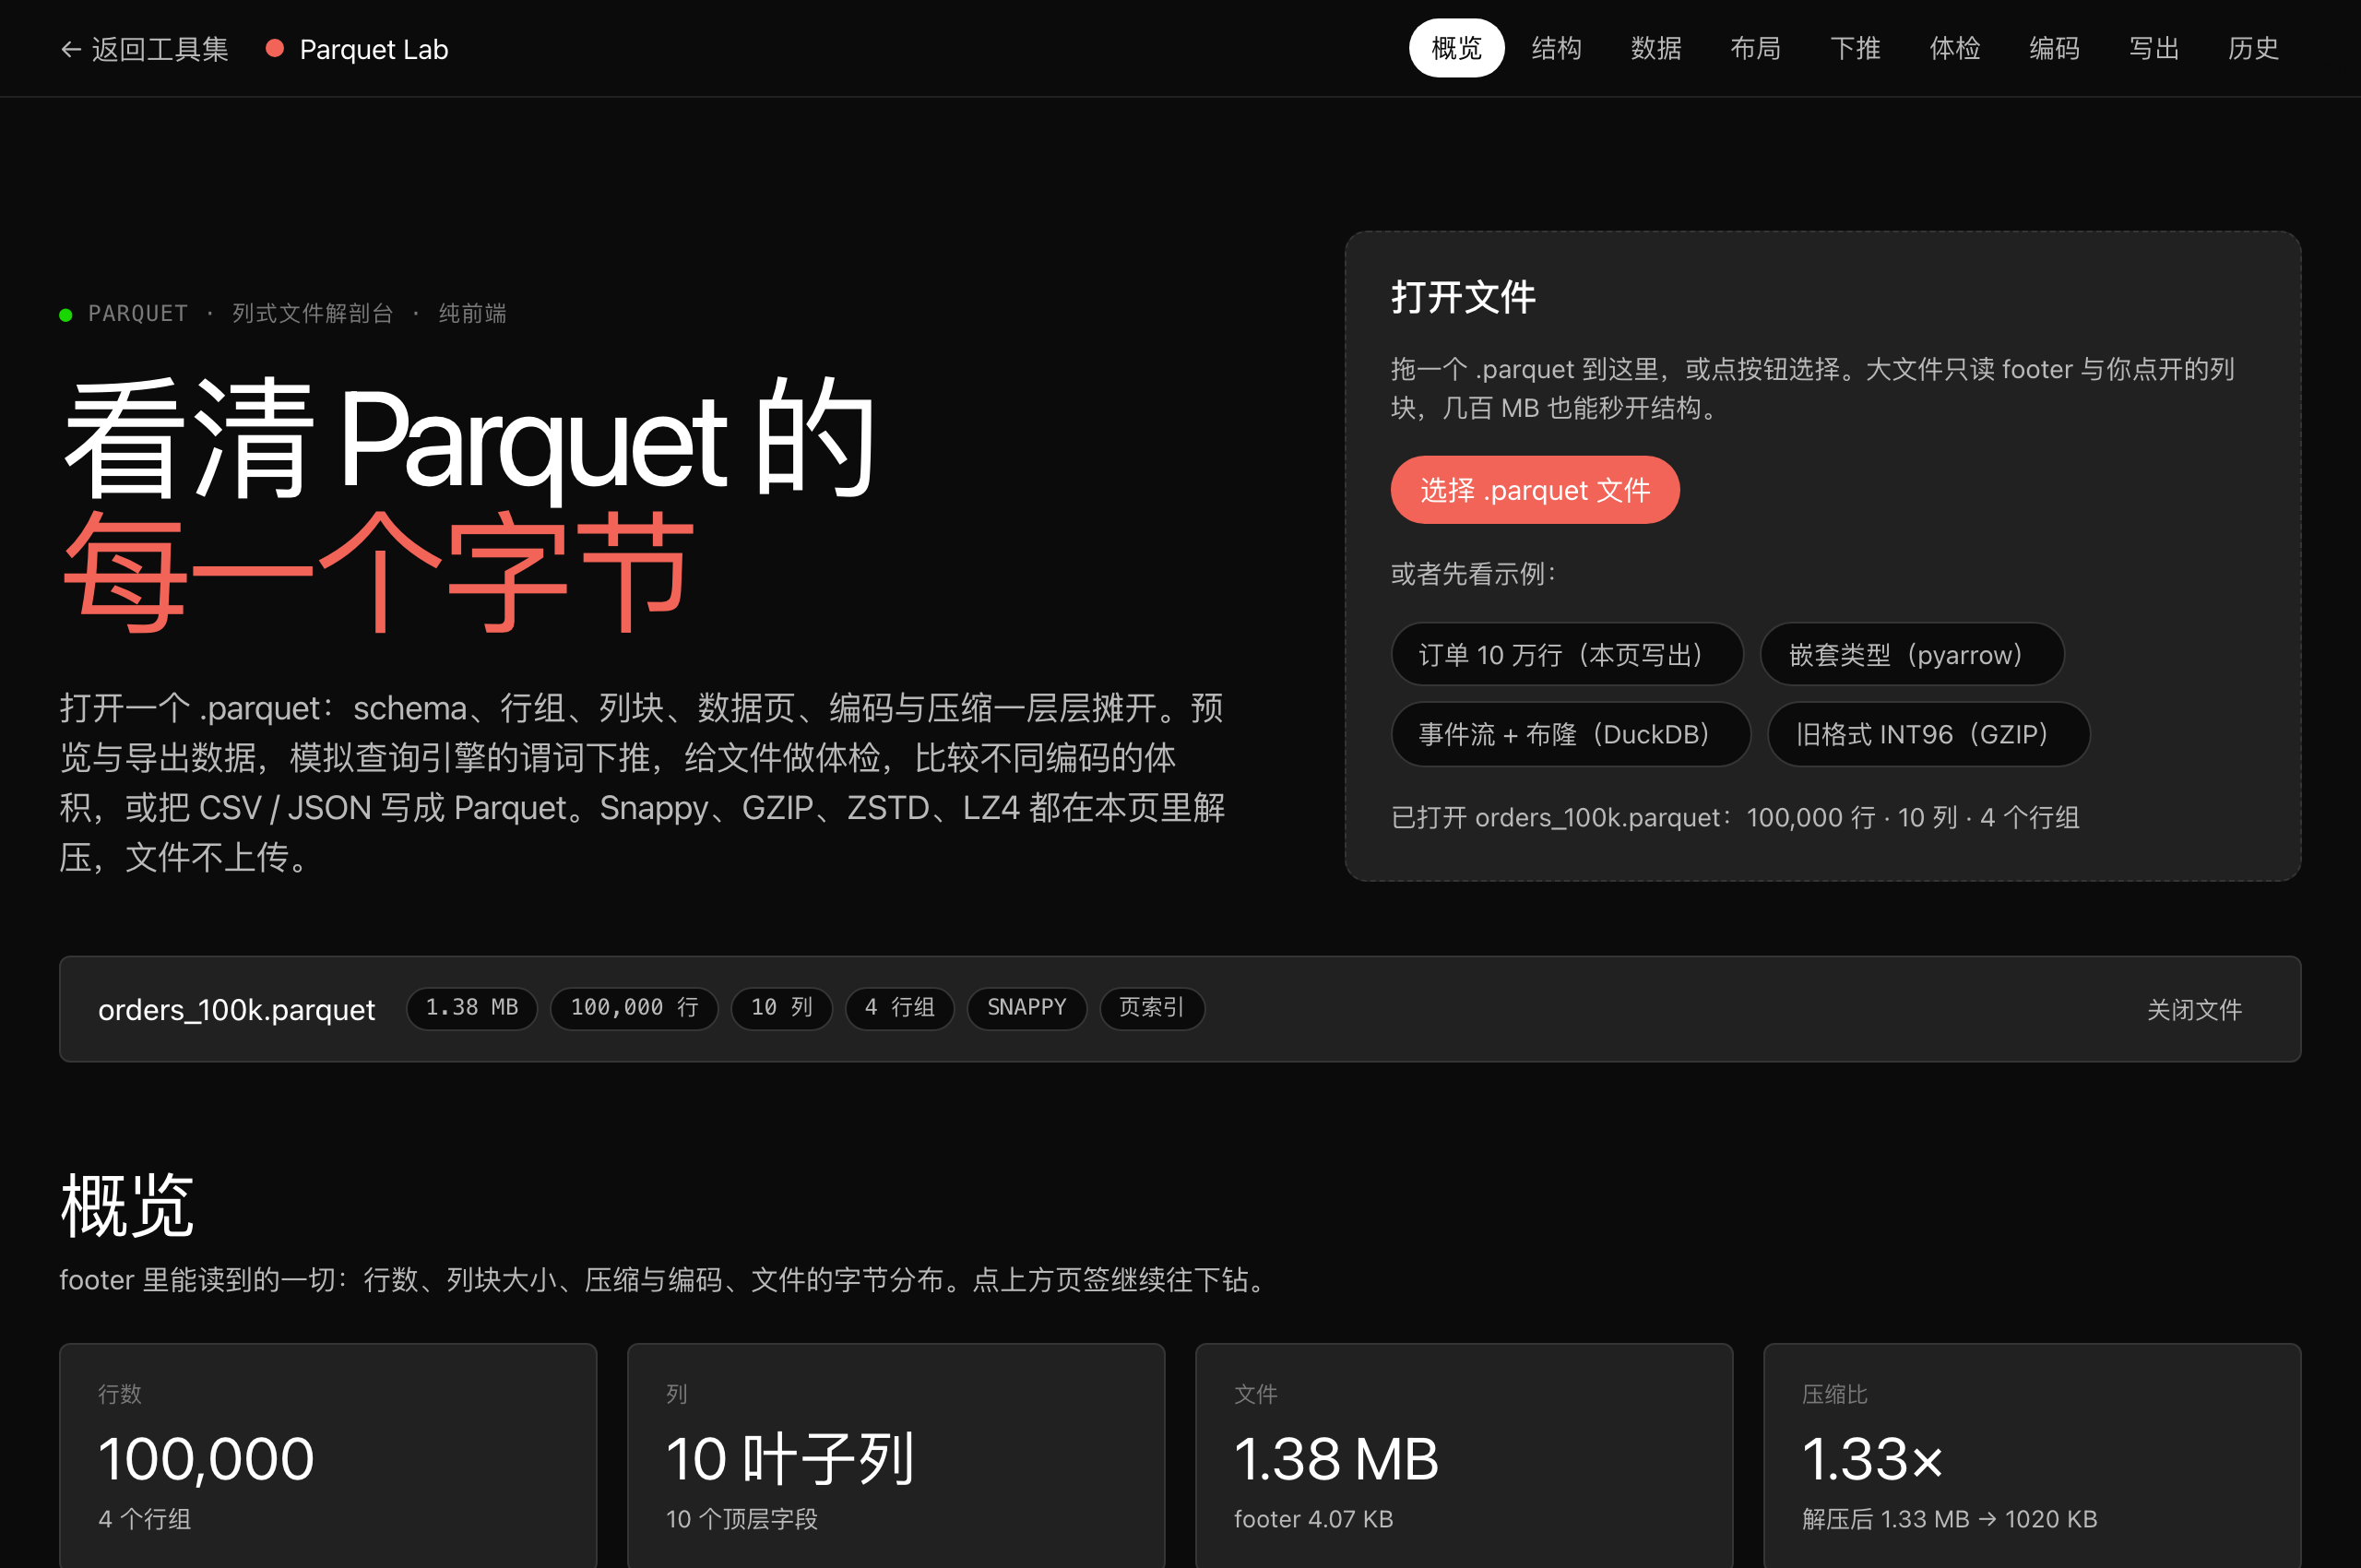 ← 返回工具集 Parquet Lab 概览 结构 数据 布局 下推 体检 编码 写出 历史
PARQUET · 列式文件解剖台 · 纯前端
看清 Parquet 的
每一个字节
打开一个 .parquet：schema、行组、列块、数据页、编码与压缩一层层摊开。预
览与导出数据，模拟查询引擎的谓词下推，给文件做体检，比较不同编码的体
积，或把 CSV / JSON 写成 Parquet。Snappy、GZIP、ZSTD、LZ4 都在本页里解
压，文件不上传。
打开文件
拖一个 .parquet 到这里，或点按钮选择。大文件只读 footer 与你点开的列
块，几百 MB 也能秒开结构。
选择 .parquet 文件
或者先看示例：
订单 10 万行（本页写出） 嵌套类型（pyarrow）
事件流 + 布隆（DuckDB） 旧格式 INT96（GZIP）
已打开 orders_100k.parquet：100,000 行 · 10 列 · 4 个行组
orders_100k.parquet 1.38 MB 100,000 行 10 列 4 行组 SNAPPY 页索引 关闭文件
概览
footer 里能读到的一切：行数、列块大小、压缩与编码、文件的字节分布。点上方页签继续往下钻。
行数
100,000
4 个行组
列
10 叶子列
10 个顶层字段
文件
1.38 MB
footer 4.07 KB
压缩比
1.33×
解压后 1.33 MB → 1020 KB